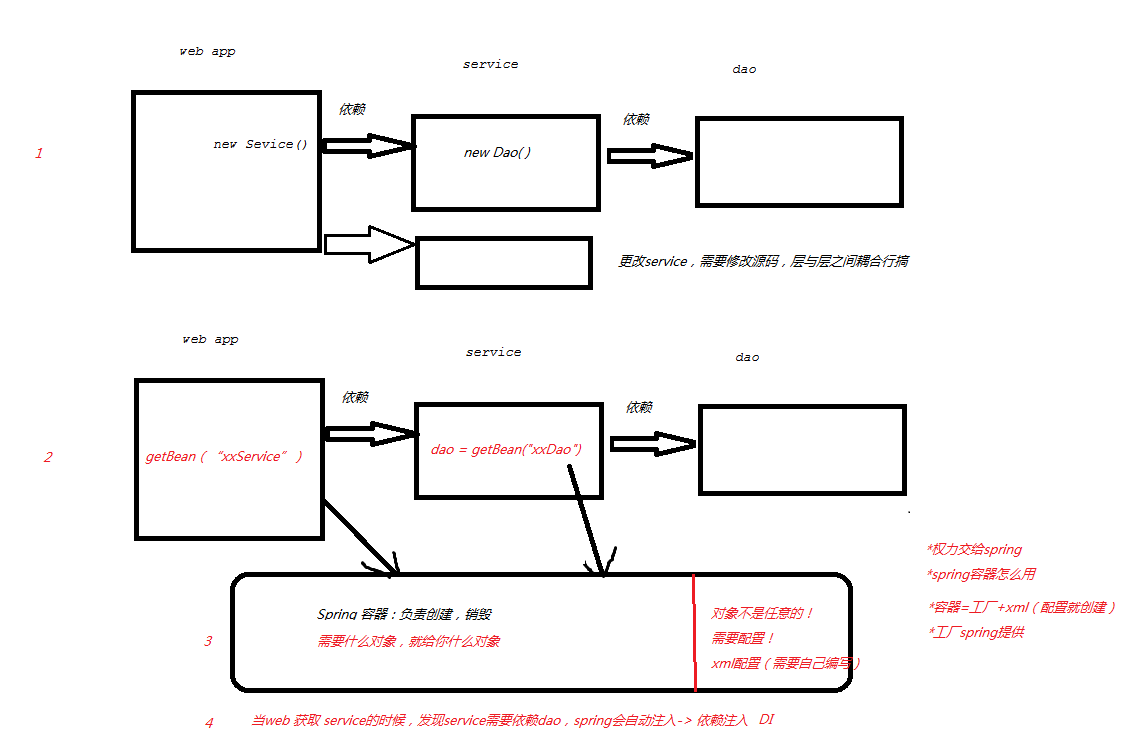 web app
service
dao
依赖
依赖
1
new Sevice()
new Dao( )
更改service，需要修改源码，层与层之间耦合行搞
web app
service
dao
依赖
依赖
2
getBean（ “xxService” ）
dao = getBean("xxDao")
*权力交给spring
*spring容器怎么用
*容器=工厂+xml（配置就创建）
*工厂spring提供
3
Spring 容器：负责创建，销毁
需要什么对象，就给你什么对象
对象不是任意的！
需要配置！
xml配置（需要自己编写）
4
当web 获取 service的时候，发现service需要依赖dao，spring会自动注入-> 依赖注入 DI